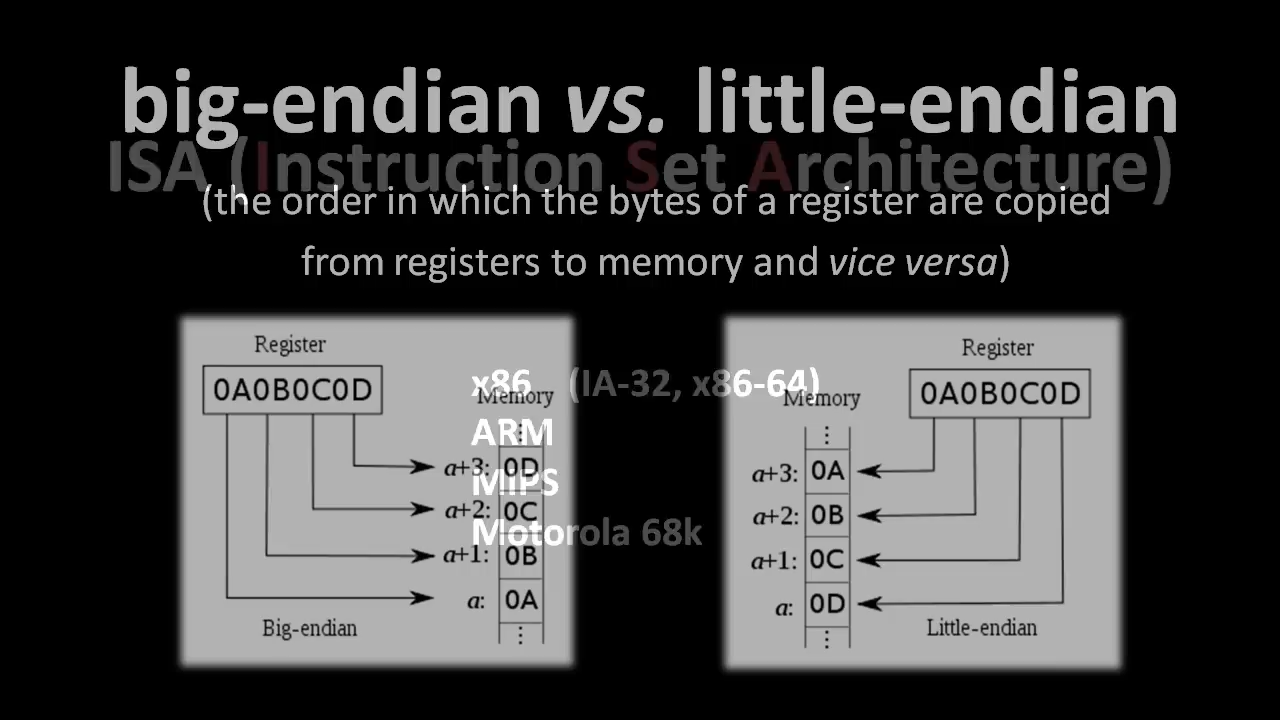 big-endian vs. little-endian
ISA (Instruction Set Architecture)
(the order in which the bytes of a register are copied
from registers to memory and vice versa)
Register
0A0B0C0D
Memory
⋮
a+3: 0D
a+2: 0C
a+1: 0B
a: 0A
⋮
Big-endian
x86 (IA-32, x86-64)
ARM
MIPS
Motorola 68k
Register
0A0B0C0D
Memory
⋮
a+3: 0A
a+2: 0B
a+1: 0C
a: 0D
⋮
Little-endian